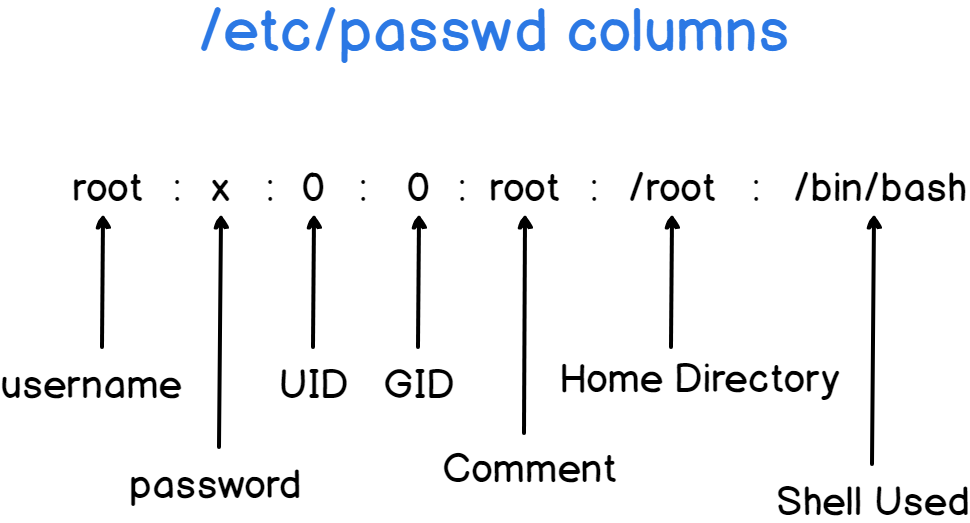 /etc/passwd columns
root : x : 0 : 0 : root : /root : /bin/bash
username
UID
GID
Home Directory
password
Comment
Shell Used